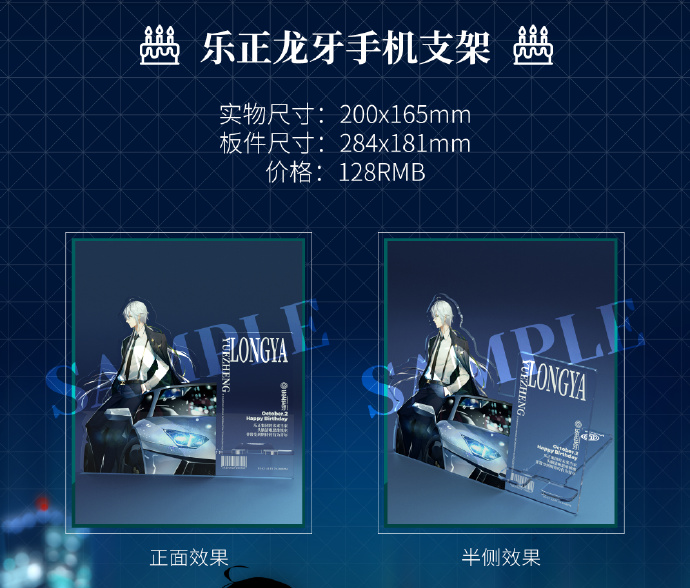 乐正龙牙手机支架
实物尺寸：200x165mm
板件尺寸：284x181mm
价格：128RMB
SAMPLE
LONGYA
YUEZHENG
October.2
Happy Birthday
SAMPLE
LONGYA
YUEZHENG
October.2
Happy Birthday
正面效果
半侧效果